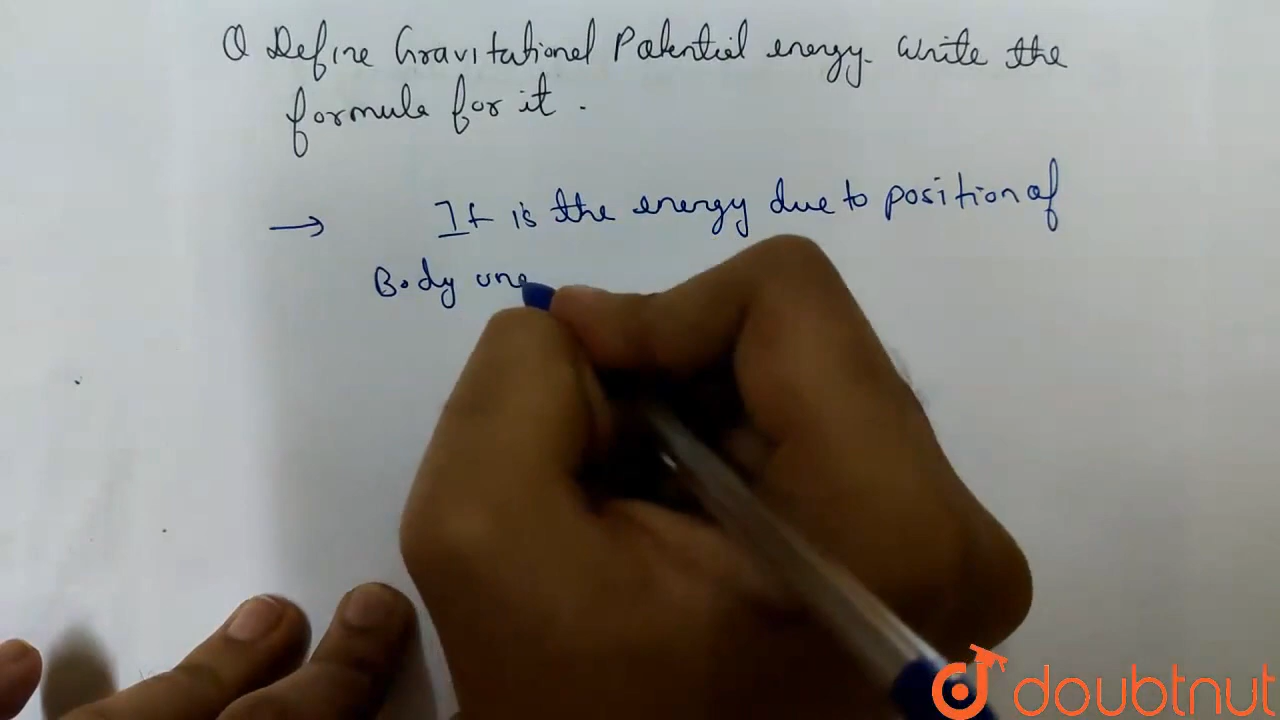 Q Define Gravitational Potential energy. Write the
formula for it.
→ It is the energy due to position of
Body une
doubtnut